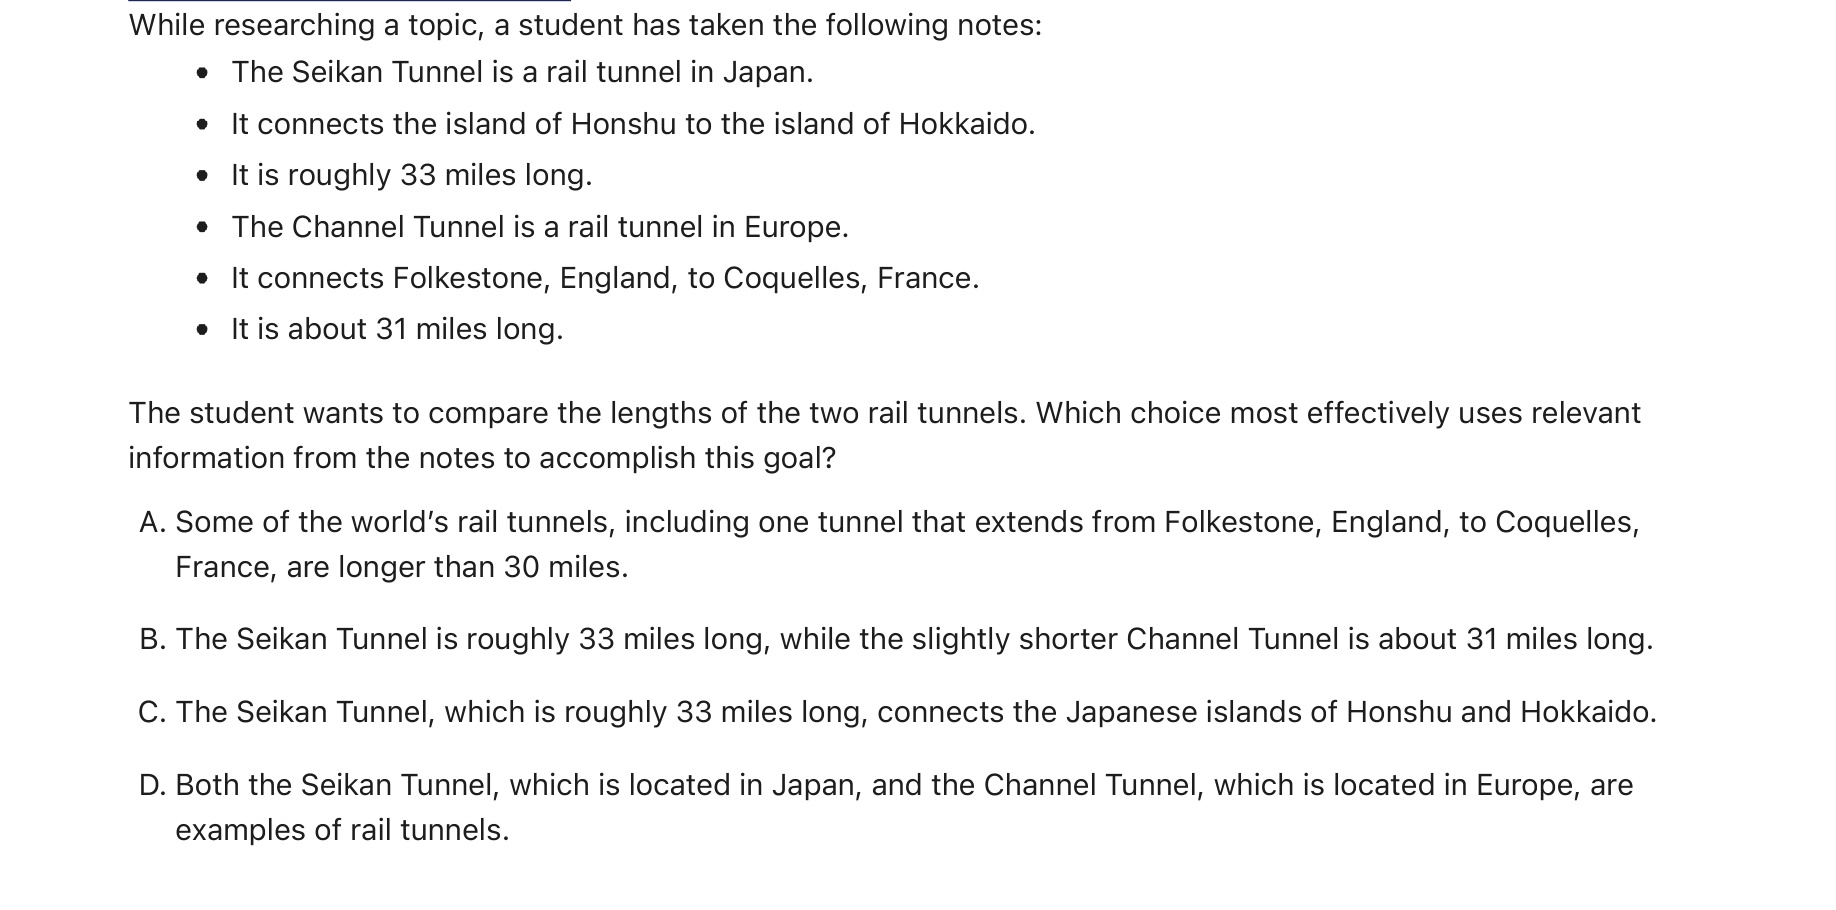 While researching a topic, a student has taken the following notes:
• The Seikan Tunnel is a rail tunnel in Japan.
• It connects the island of Honshu to the island of Hokkaido.
• It is roughly 33 miles long.
• The Channel Tunnel is a rail tunnel in Europe.
• It connects Folkestone, England, to Coquelles, France.
• It is about 31 miles long.
The student wants to compare the lengths of the two rail tunnels. Which choice most effectively uses relevant
information from the notes to accomplish this goal?
A. Some of the world’s rail tunnels, including one tunnel that extends from Folkestone, England, to Coquelles,
France, are longer than 30 miles.
B. The Seikan Tunnel is roughly 33 miles long, while the slightly shorter Channel Tunnel is about 31 miles long.
C. The Seikan Tunnel, which is roughly 33 miles long, connects the Japanese islands of Honshu and Hokkaido.
D. Both the Seikan Tunnel, which is located in Japan, and the Channel Tunnel, which is located in Europe, are
examples of rail tunnels.